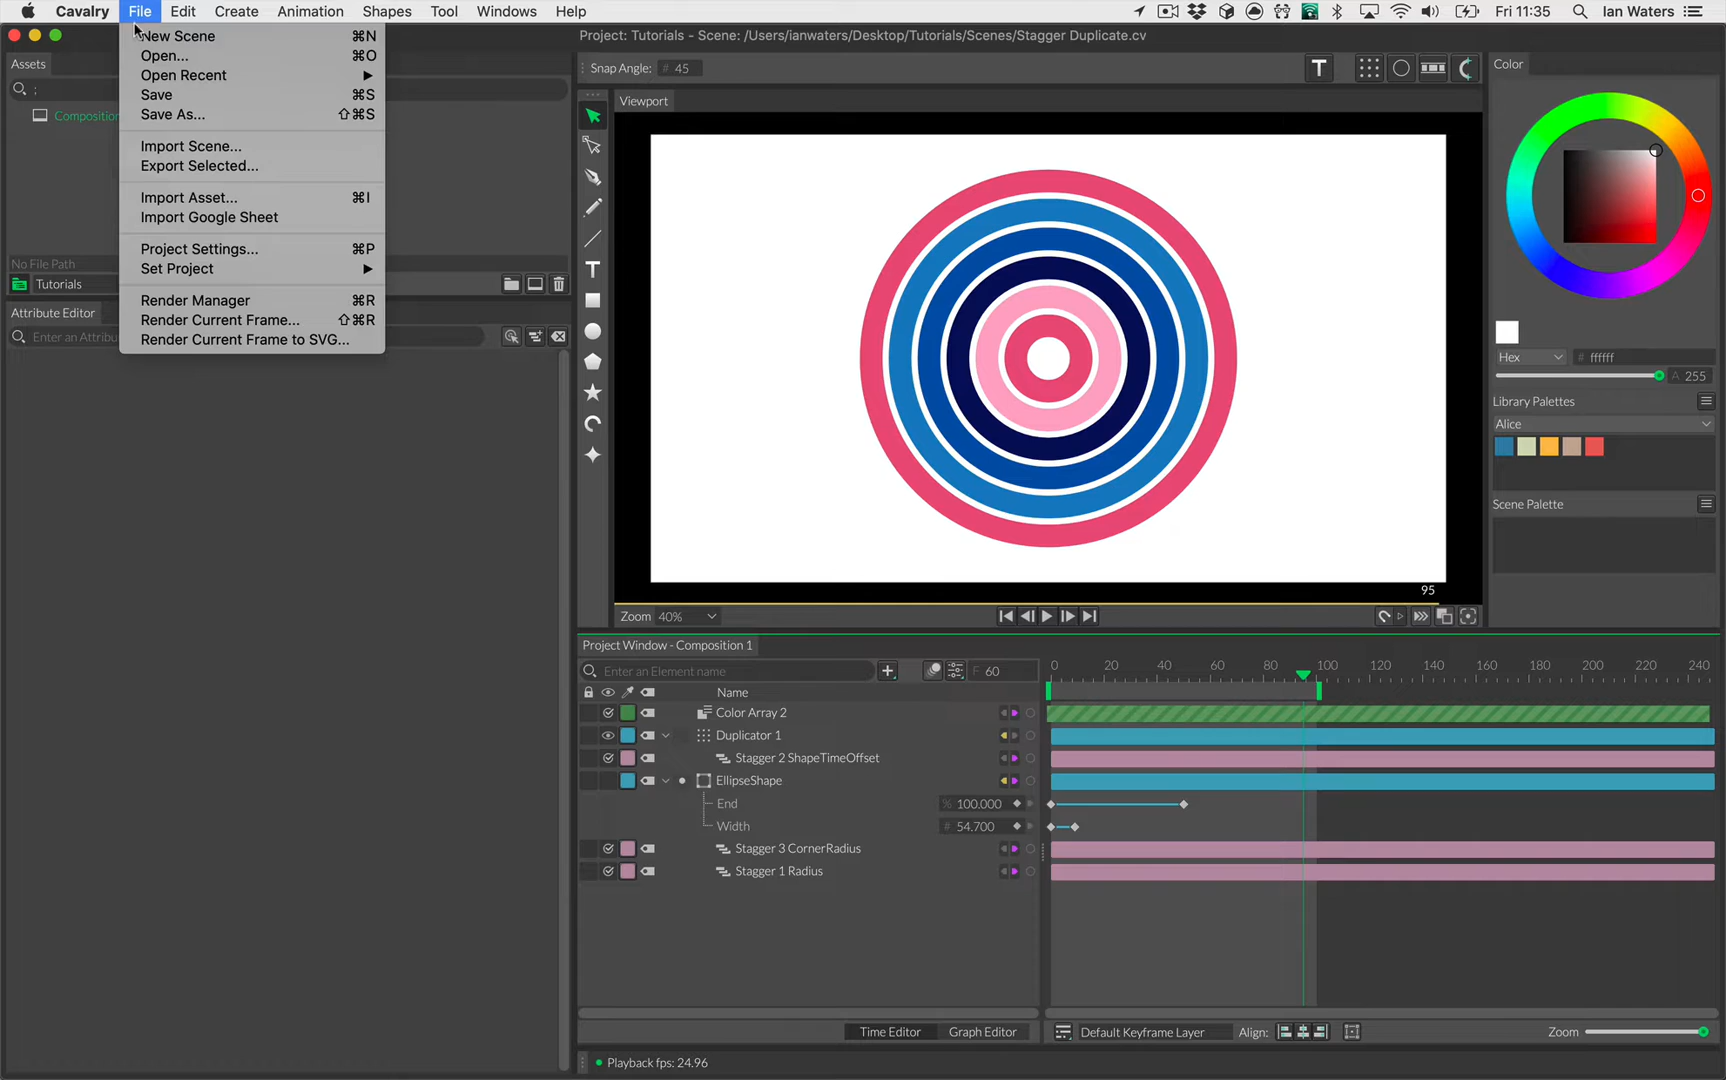 Cavalry File Edit Create Animation Shapes Tool Windows Help Fri 11:35 Ian Waters
Project: Tutorials - Scene: /Users/ianwaters/Desktop/Tutorials/Scenes/Stagger Duplicate.cv
New Scene ⌘N
Open... ⌘O
Open Recent
Save ⌘S
Save As... ⇧⌘S
Import Scene...
Export Selected...
Import Asset... ⌘I
Import Google Sheet
Project Settings... ⌘P
Set Project
Render Manager ⌘R
Render Current Frame... ⇧⌘R
Render Current Frame to SVG...
Assets
;
Compositio
No File Path
Tutorials
Attribute Editor
Enter an Attribu
Snap Angle: # 45
Viewport
95
Zoom 40%
Color
Hex # ffffff
A 255
Library Palettes
Alice
Scene Palette
Project Window - Composition 1
Enter an Element name F 60
0 20 40 60 80 100 120 140 160 180 200 220 240
Name
Color Array 2
Duplicator 1
Stagger 2 ShapeTimeOffset
EllipseShape
End % 100.000
Width # 54.700
Stagger 3 CornerRadius
Stagger 1 Radius
Time Editor Graph Editor Default Keyframe Layer Align: Zoom
Playback fps: 24.96